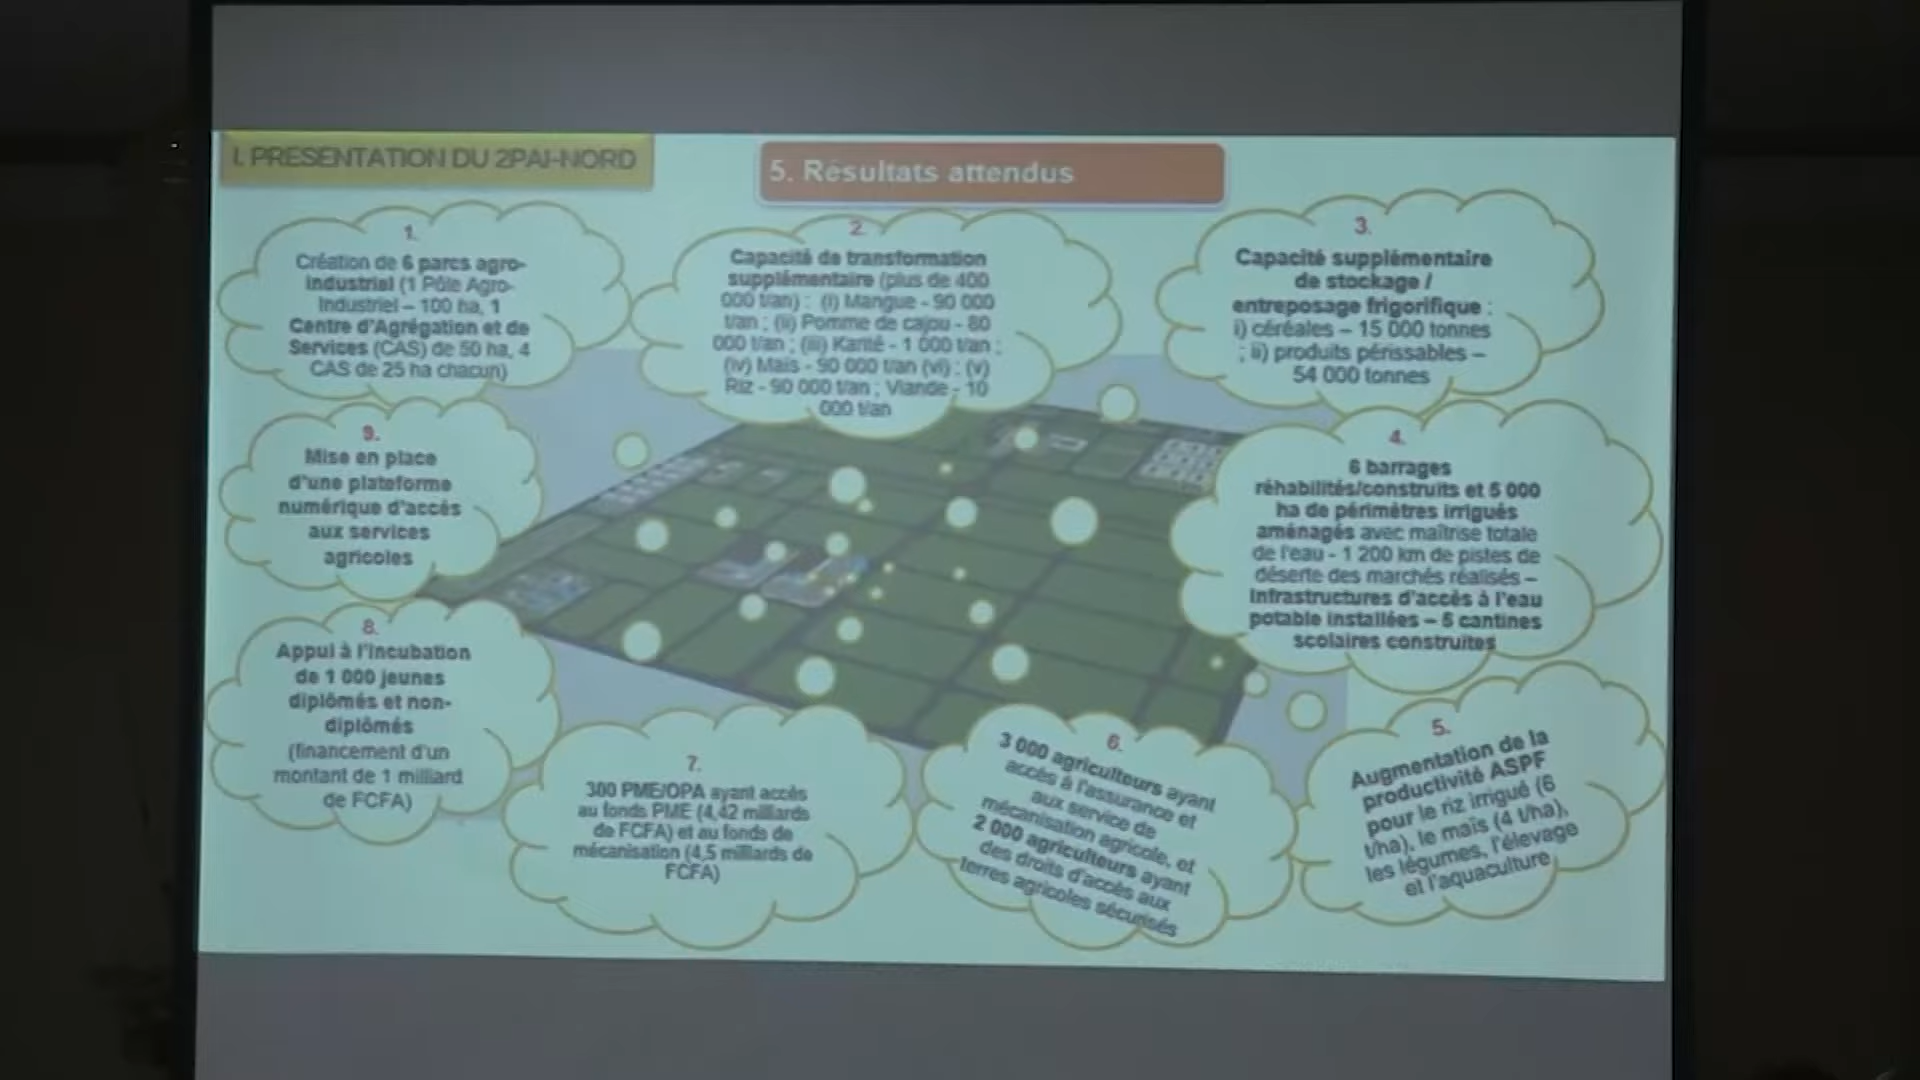 I. PRESENTATION DU 2PAI-NORD
5. Résultats attendus
1.
Création de 6 parcs agro-
industriel (1 Pôle Agro-
Industriel – 100 ha, 1
Centre d'Agrégation et de
Services (CAS) de 50 ha, 4
CAS de 25 ha chacun)
2.
Capacité de transformation
supplémentaire (plus de 400
000 t/an) : (i) Mangue - 90 000
t/an ; (ii) Pomme de cajou - 80
000 t/an ; (iii) Karité - 1 000 t/an ;
(iv) Maïs - 90 000 t/an (vi) ; (v)
Riz - 90 000 t/an ; Viande - 10
000 t/an
3.
Capacité supplémentaire
de stockage /
entreposage frigorifique :
i) céréales – 15 000 tonnes
; ii) produits périssables –
54 000 tonnes
4.
6 barrages
réhabilités/construits et 5 000
ha de périmètres irrigués
aménagés avec maîtrise totale
de l'eau - 1 200 km de pistes de
déserte des marchés réalisés –
Infrastructures d'accès à l'eau
potable installées – 5 cantines
scolaires construites
5.
Augmentation de la
productivité ASPF
pour le riz irrigué (6
t/ha), le maïs (4 t/ha),
les légumes, l'élevage
et l'aquaculture
6.
3 000 agriculteurs ayant
accès à l'assurance et
aux service de
mécanisation agricole, et
2 000 agriculteurs ayant
des droits d'accès aux
terres agricoles sécurisés
7.
300 PME/OPA ayant accès
au fonds PME (4,42 milliards
de FCFA) et au fonds de
mécanisation (4,5 milliards de
FCFA)
8.
Appui à l'incubation
de 1 000 jeunes
diplômés et non-
diplômés
(financement d'un
montant de 1 milliard
de FCFA)
9.
Mise en place
d'une plateforme
numérique d'accès
aux services
agricoles